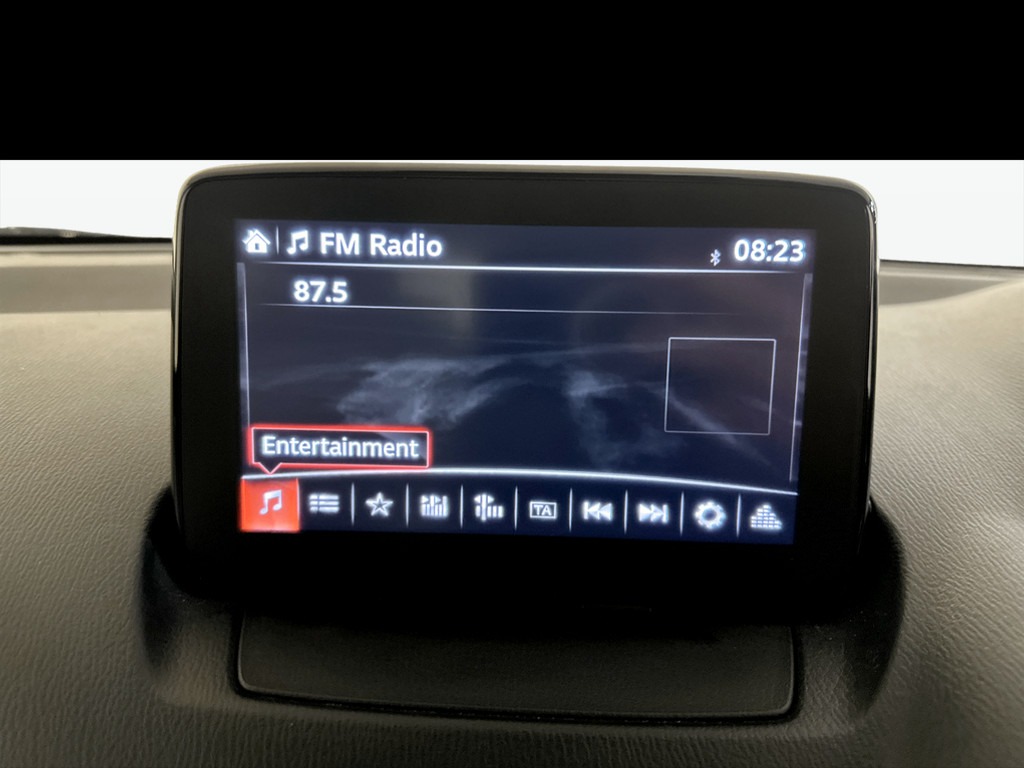 FM Radio
08:23
87.5
Entertainment
TA